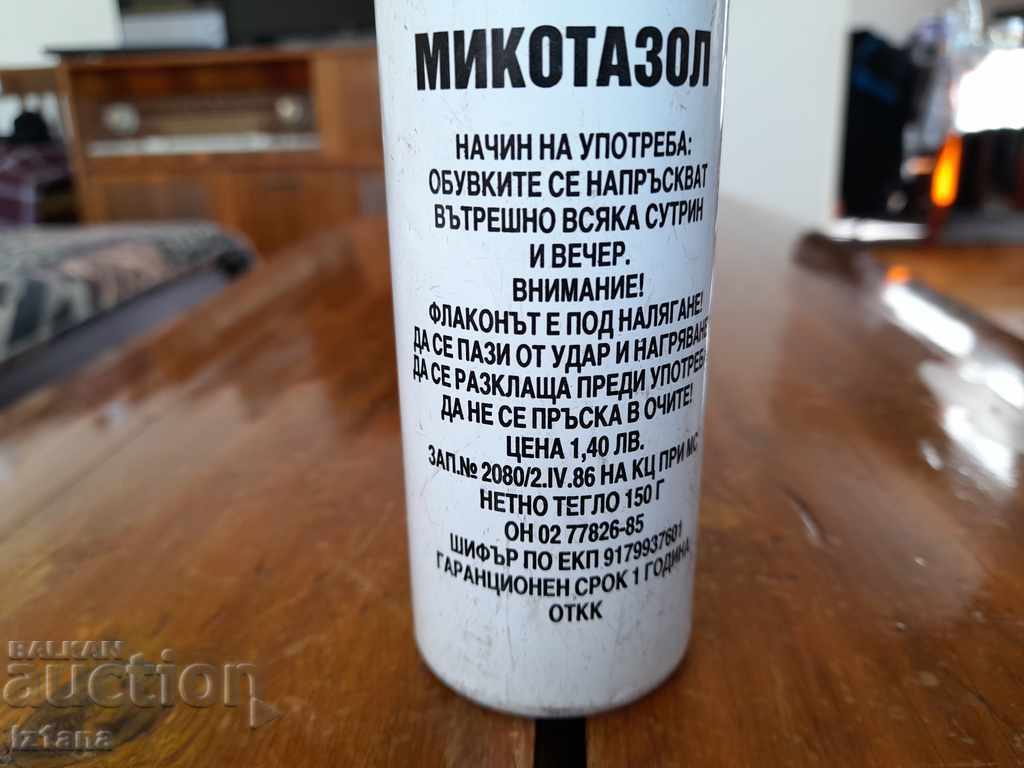 МИКОТАЗОЛ
НАЧИН НА УПОТРЕБА:
ОБУВКИТЕ СЕ НАПРЪСКВАТ
ВЪТРЕШНО ВСЯКА СУТРИН
И ВЕЧЕР.
ВНИМАНИЕ!
ФЛАКОНЪТ Е ПОД НАЛЯГАНЕ!
ДА СЕ ПАЗИ ОТ УДАР И НАГРЯВАНЕ
ДА СЕ РАЗКЛАЩА ПРЕДИ УПОТРЕБА
ДА НЕ СЕ ПРЪСКА В ОЧИТЕ!
ЦЕНА 1,40 ЛВ.
ЗАП.№ 2080/2.IV.86 НА КЦ ПРИ МС
НЕТНО ТЕГЛО 150 Г
ОН 02 77826-85
ШИФЪР ПО ЕКП 9179937601
ГАРАНЦИОНЕН СРОК 1 ГОДИНА
ОТКК
BALKAN
auction
iztana